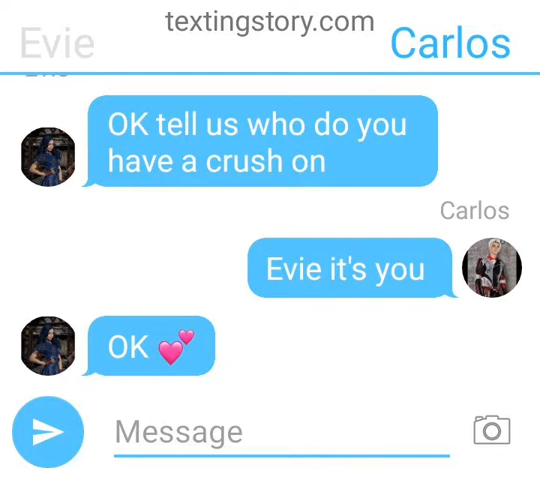 textingstory.com
Evie
Carlos
OK tell us who do you
have a crush on
Carlos
Evie it's you
OK 💕
Message